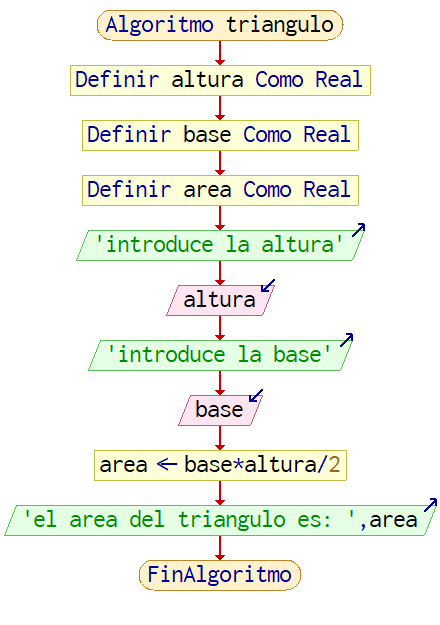 Algoritmo triangulo
Definir altura Como Real
Definir base Como Real
Definir area Como Real
'introduce la altura'
altura
'introduce la base'
base
area ← base*altura/2
'el area del triangulo es: ',area
FinAlgoritmo